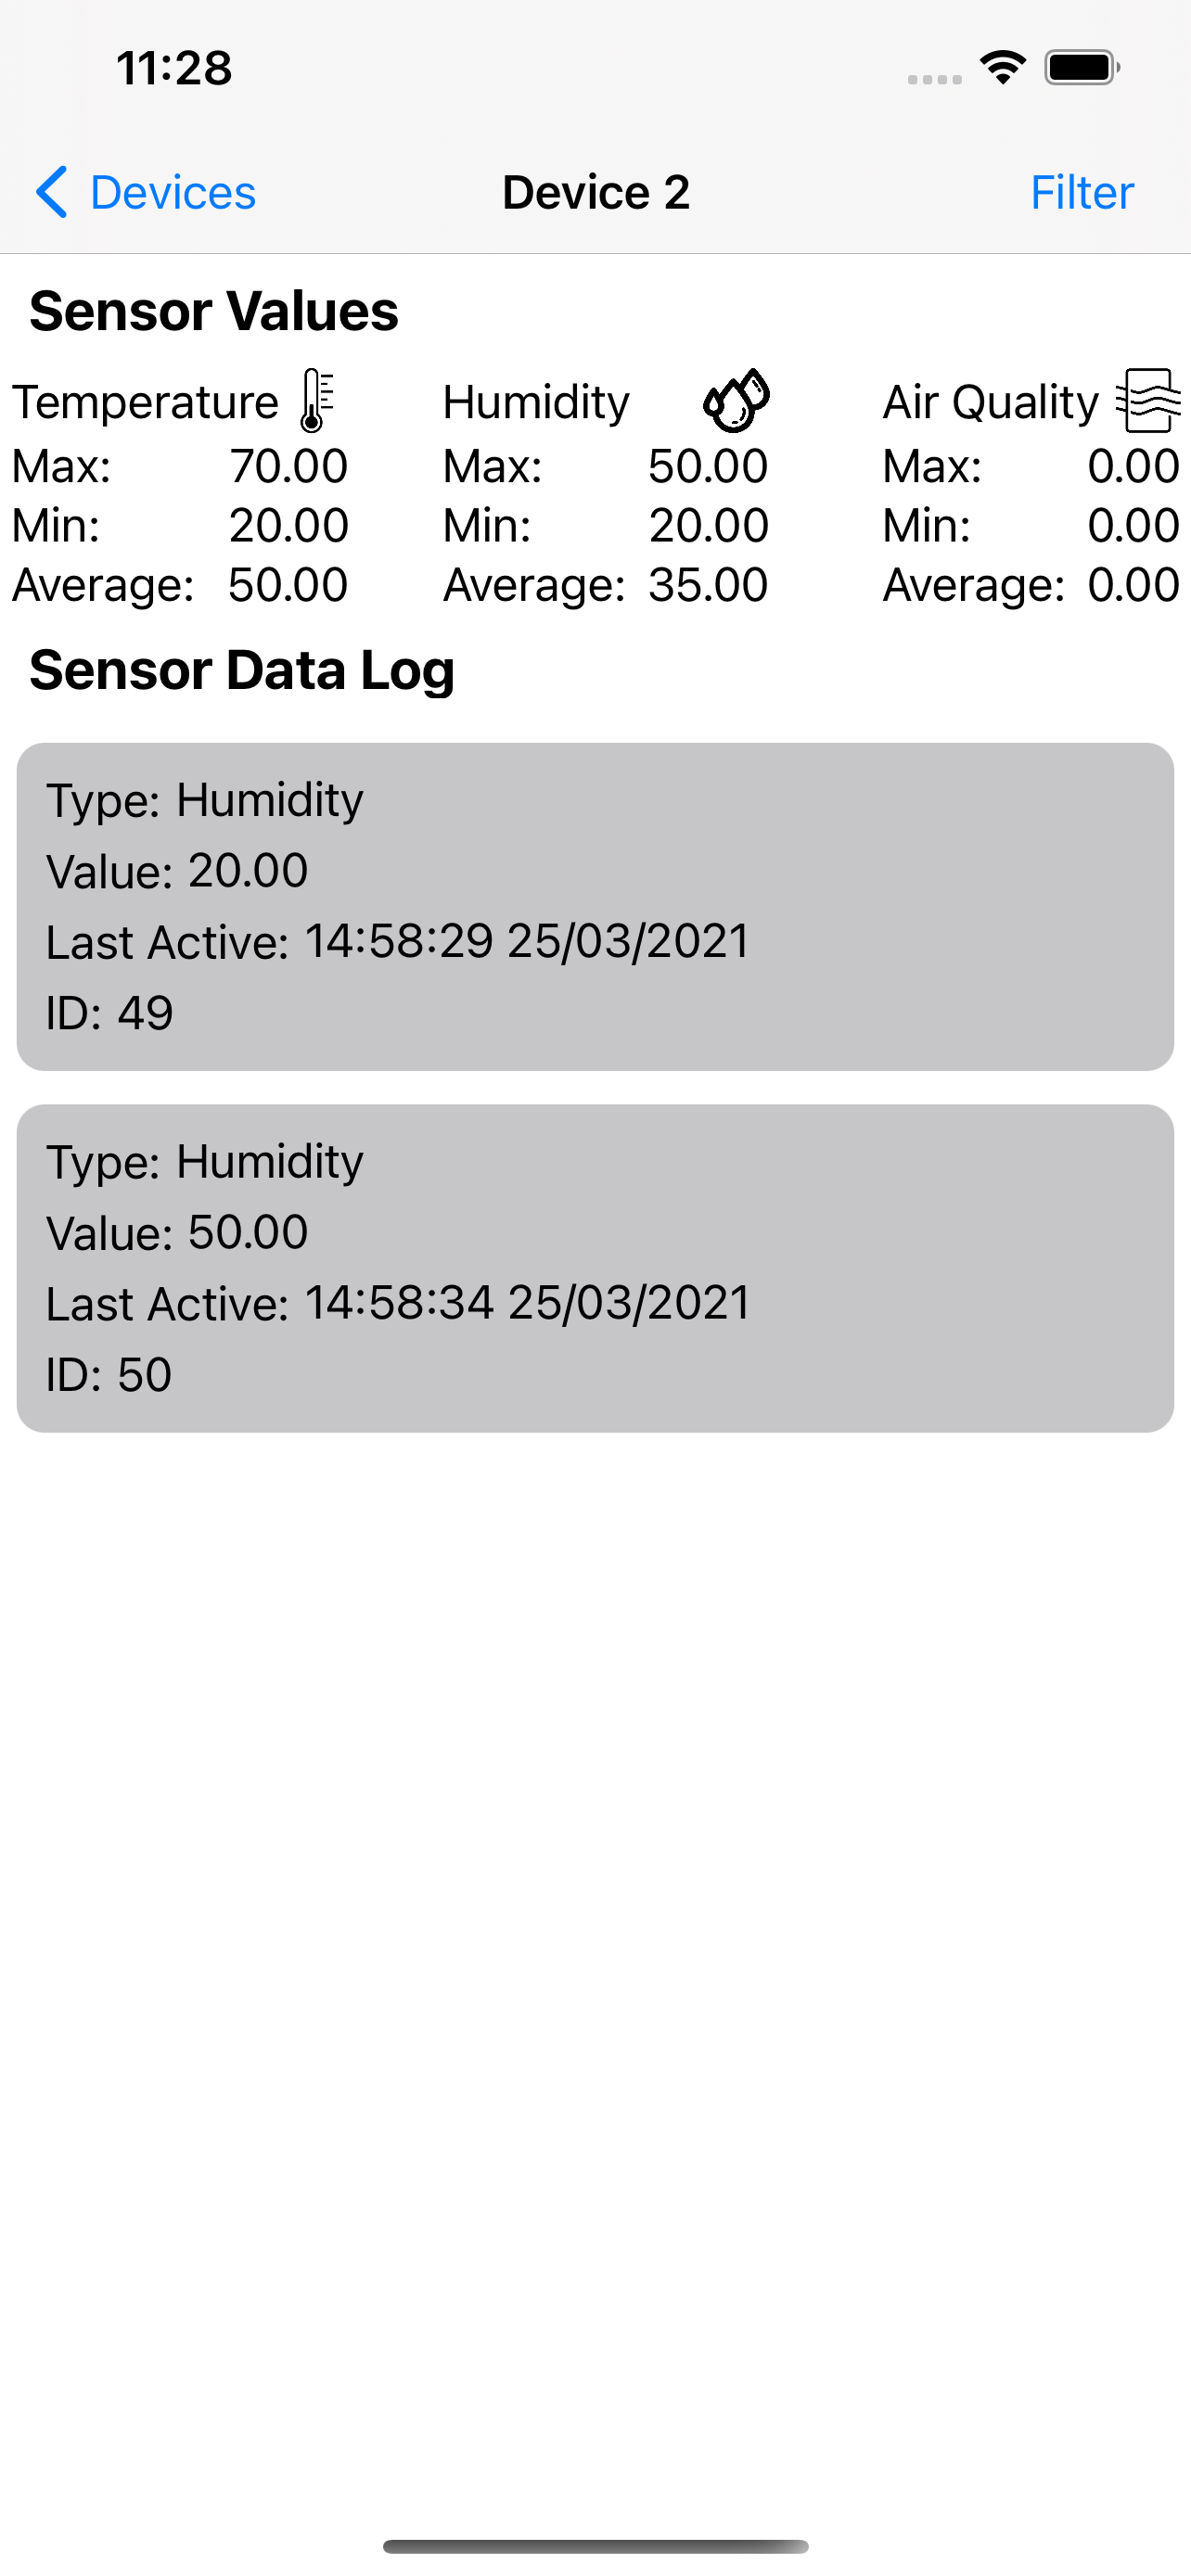 11:28
Devices Device 2 Filter
Sensor Values
Temperature Humidity Air Quality
Max: 70.00 Max: 50.00 Max: 0.00
Min: 20.00 Min: 20.00 Min: 0.00
Average: 50.00 Average: 35.00 Average: 0.00
Sensor Data Log
Type: Humidity
Value: 20.00
Last Active: 14:58:29 25/03/2021
ID: 49
Type: Humidity
Value: 50.00
Last Active: 14:58:34 25/03/2021
ID: 50